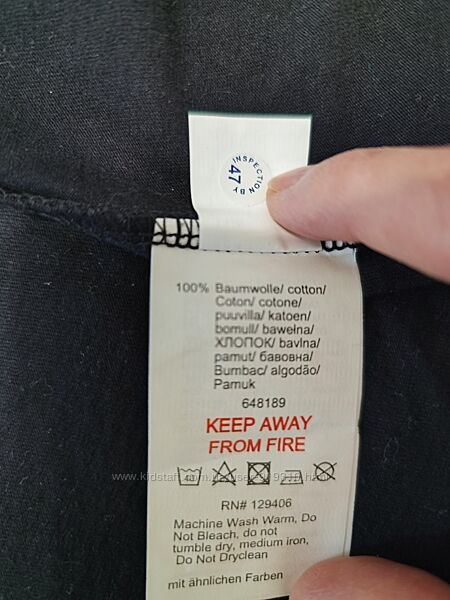 INSPECTION BY
47
100% Baumwolle/ cotton/
Coton/ cotone/
puuvilla/ katoen/
bomull/ bawełna/
ХЛОПОК/ bavlna/
pamut/ бавовна/
Bumbac/ algodão/
Pamuk
648189
KEEP AWAY
FROM FIRE
40
RN# 129406
Machine Wash Warm, Do
Not Bleach, do not
tumble dry, medium iron,
Do Not Dryclean
mit ähnlichen Farben